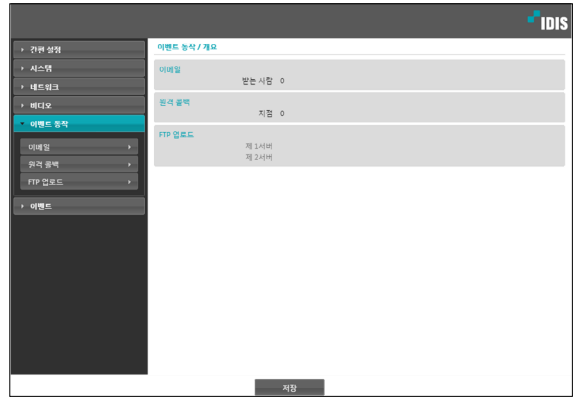 IDIS
간편 설정
시스템
네트워크
비디오
이벤트 동작
이메일
원격 콜백
FTP 업로드
이벤트
이벤트 동작 / 개요
이메일
받는 사람 0
원격 콜백
지점 0
FTP 업로드
제 1서버
제 2서버
저장